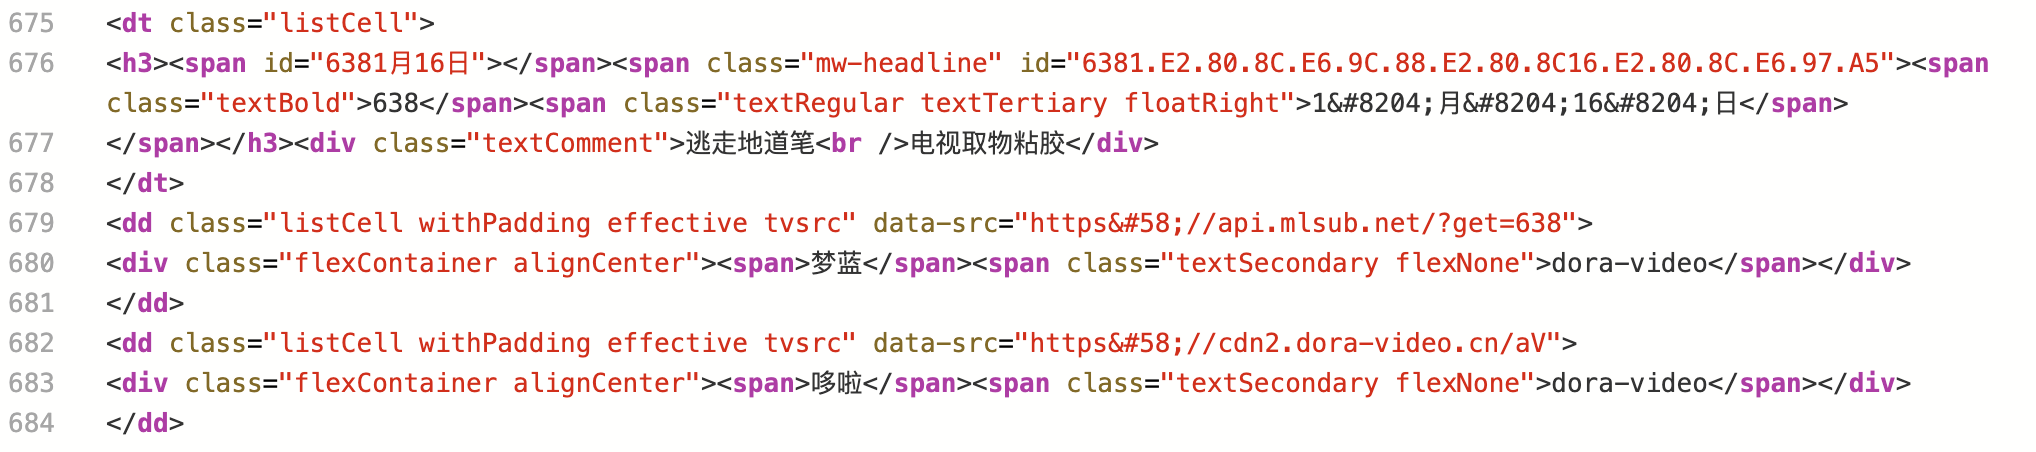 675 <dt class="listCell">
676 <h3><span id="6381月16日"></span><span class="mw-headline" id="6381.E2.80.8C.E6.9C.88.E2.80.8C16.E2.80.8C.E6.97.A5"><span
class="textBold">638</span><span class="textRegular textTertiary floatRight">1&#8204;月&#8204;16&#8204;日</span>
677 </span></h3><div class="textComment">逃走地道笔<br />电视取物粘胶</div>
678 </dt>
679 <dd class="listCell withPadding effective tvsrc" data-src="https&#58;//api.mlsub.net/?get=638">
680 <div class="flexContainer alignCenter"><span>梦蓝</span><span class="textSecondary flexNone">dora-video</span></div>
681 </dd>
682 <dd class="listCell withPadding effective tvsrc" data-src="https&#58;//cdn2.dora-video.cn/aV">
683 <div class="flexContainer alignCenter"><span>哆啦</span><span class="textSecondary flexNone">dora-video</span></div>
684 </dd>